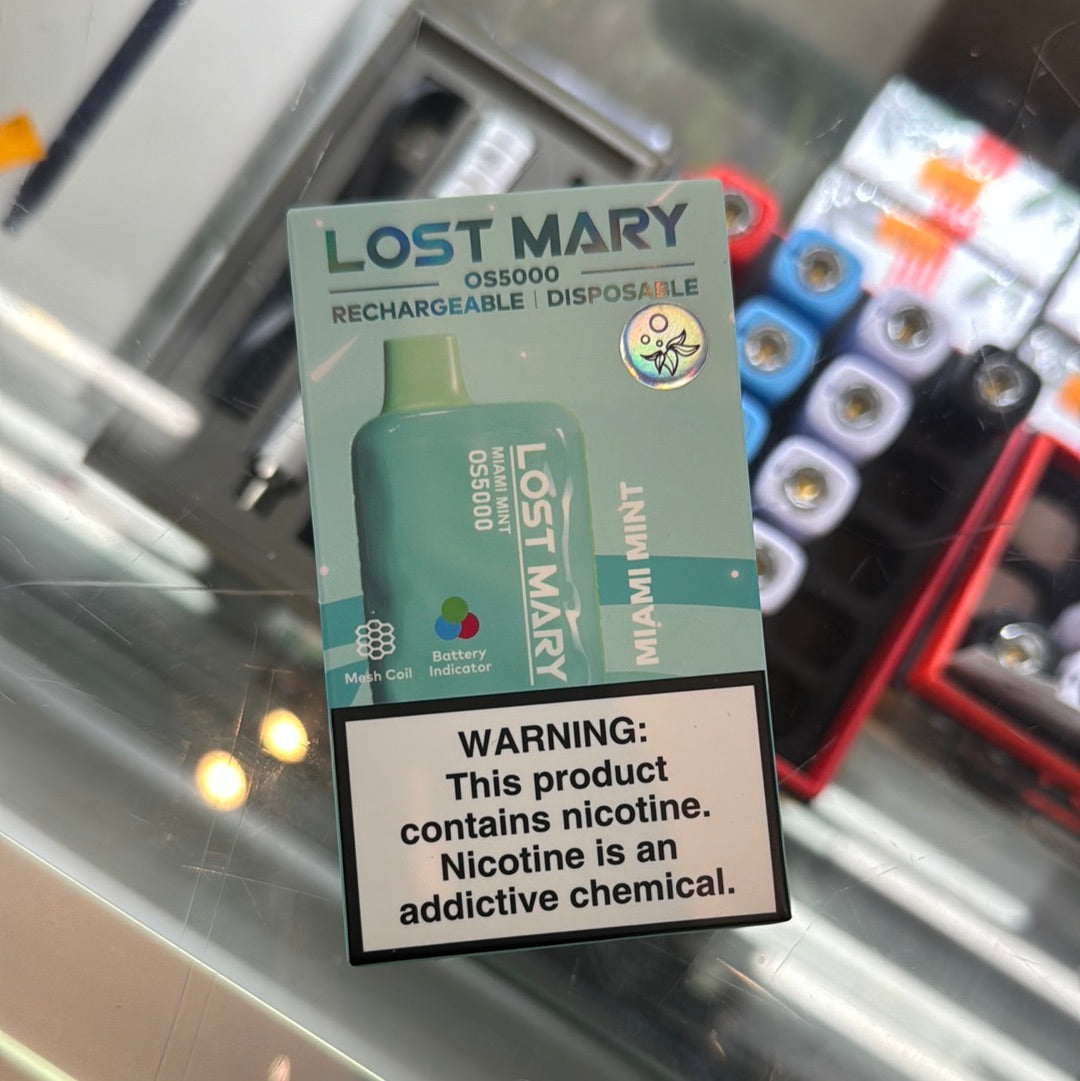 LOST MARY
OS5000
RECHARGEABLE | DISPOSABLE
LOST MARY
MIAMI MINT
OS5000
MIAMI MINT
Mesh Coil
Battery
Indicator
WARNING:
This product
contains nicotine.
Nicotine is an
addictive chemical.